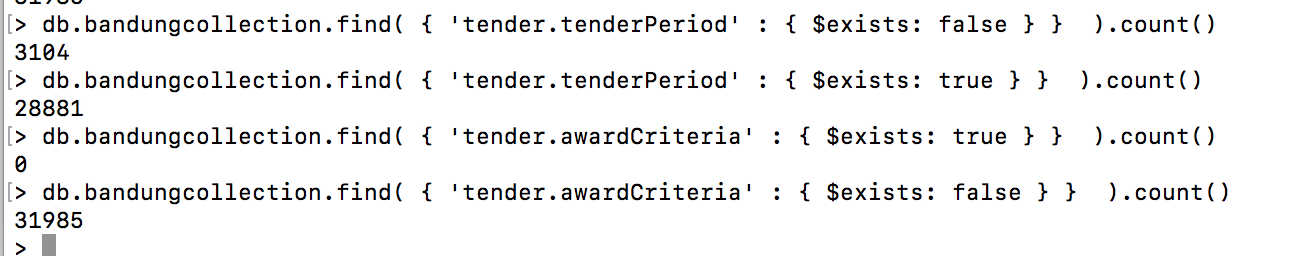 > db.bandungcollection.find( { 'tender.tenderPeriod' : { $exists: false } }  ).count()
3104
> db.bandungcollection.find( { 'tender.tenderPeriod' : { $exists: true } }  ).count()
28881
> db.bandungcollection.find( { 'tender.awardCriteria' : { $exists: true } }  ).count()
0
> db.bandungcollection.find( { 'tender.awardCriteria' : { $exists: false } }  ).count()
31985
>